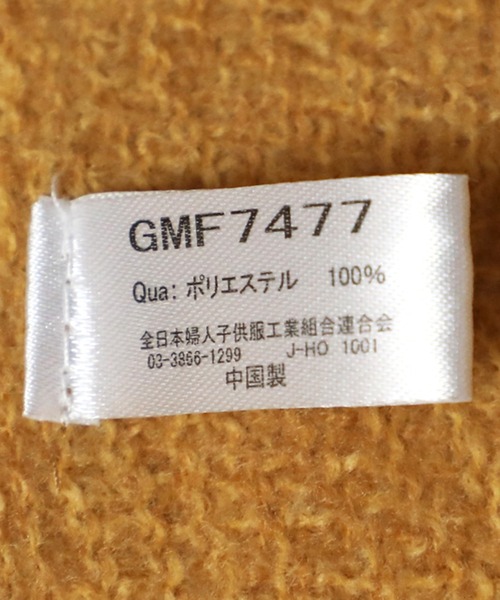 GMF7477
Qua: ポリエステル 100%
全日本婦人子供服工業組合連合会
03-3866-1299 J-HO 1001
中国製